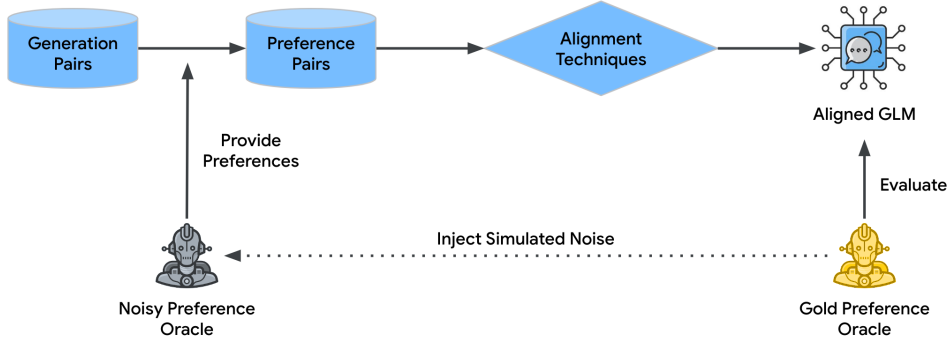 Generation
Pairs
Preference
Pairs
Alignment
Techniques
Aligned GLM
Provide
Preferences
Evaluate
Inject Simulated Noise
Noisy Preference
Oracle
Gold Preference
Oracle